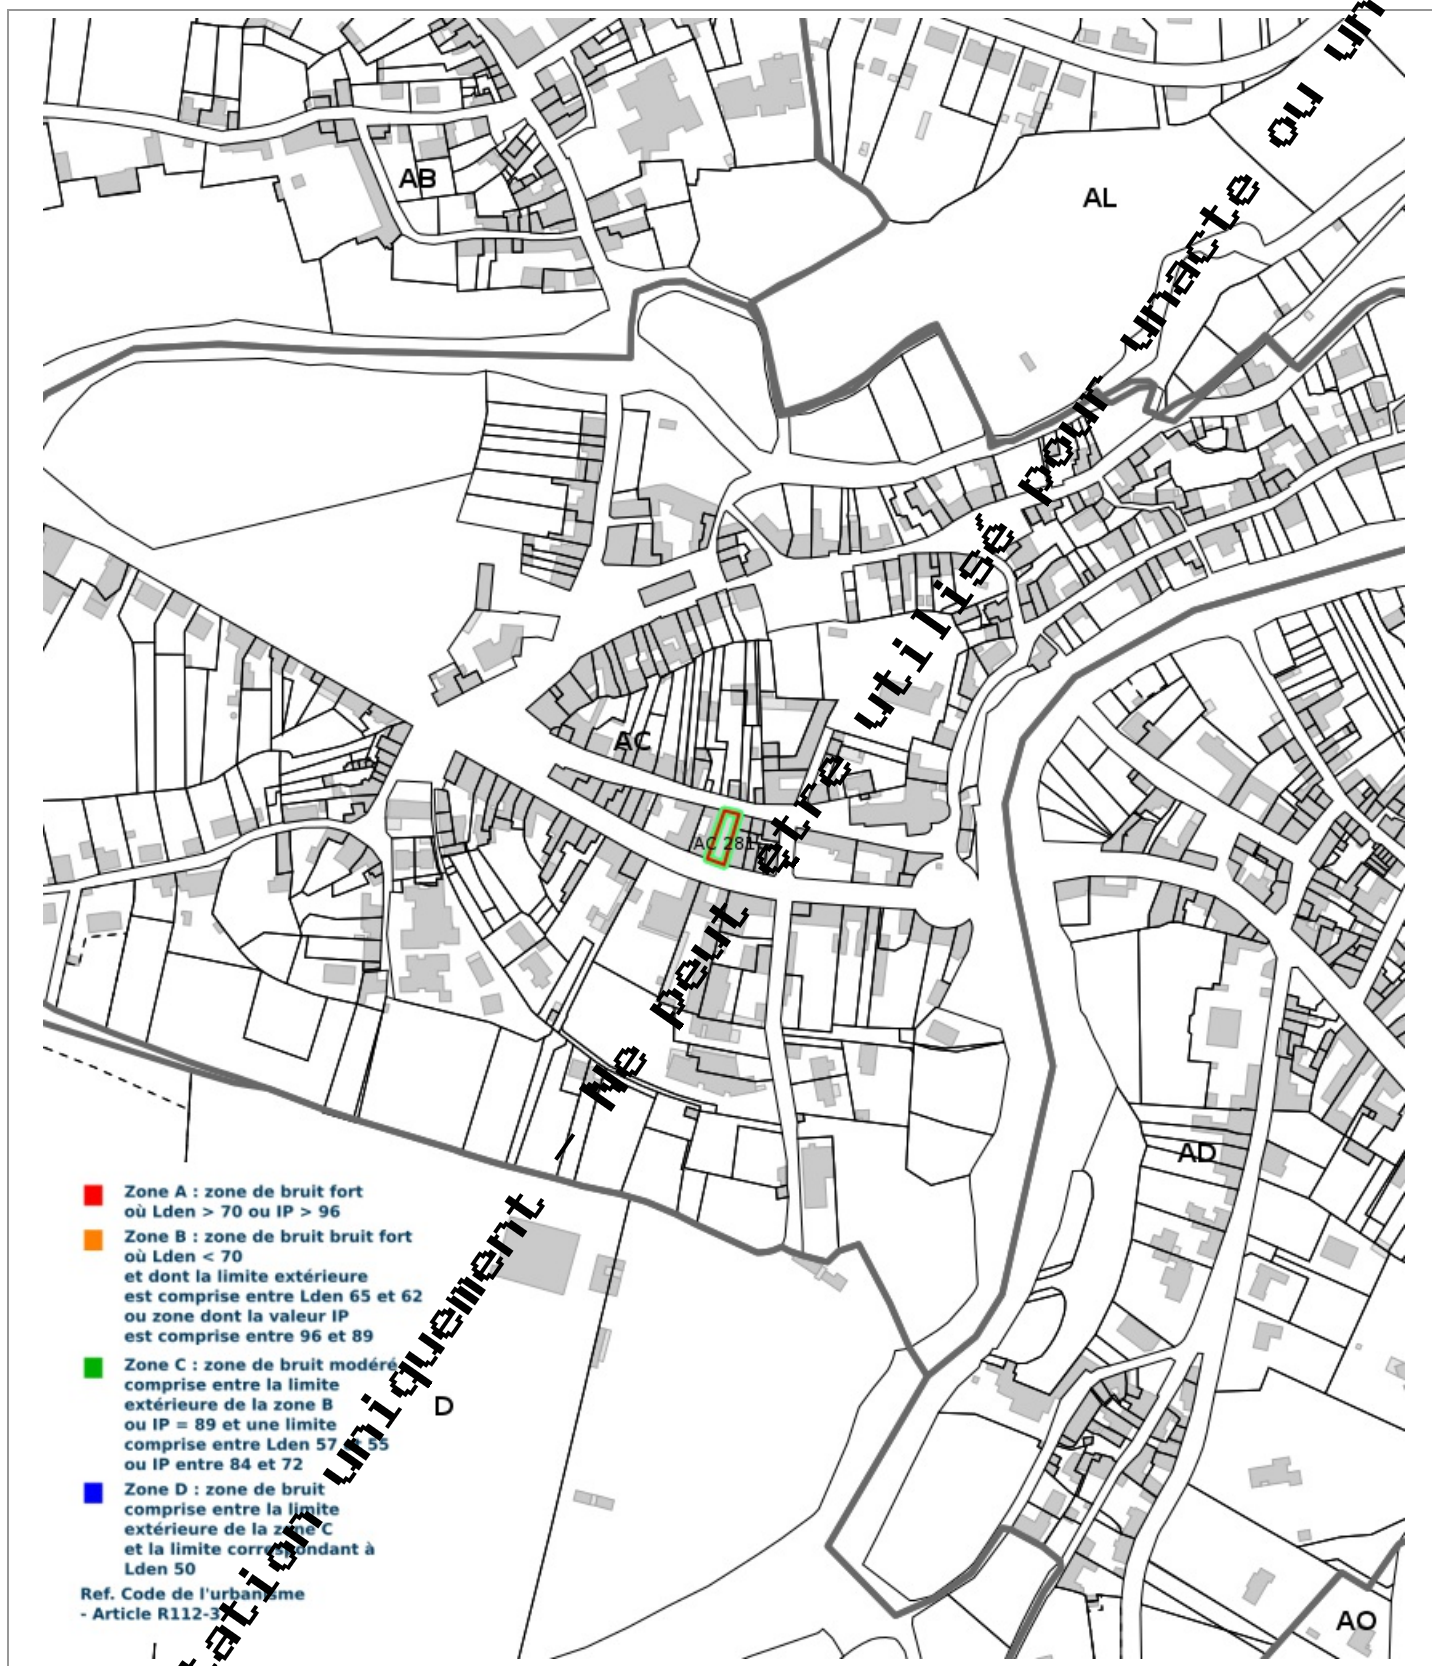 AB
AL
AC
AC 281
AD
D
AO
Zone A : zone de bruit fort
où Lden > 70 ou IP > 96
Zone B : zone de bruit bruit fort
où Lden < 70
et dont la limite extérieure
est comprise entre Lden 65 et 62
ou zone dont la valeur IP
est comprise entre 96 et 89
Zone C : zone de bruit modéré
comprise entre la limite
extérieure de la zone B
ou IP = 89 et une limite
comprise entre Lden 57 et 55
ou IP entre 84 et 72
Zone D : zone de bruit
comprise entre la limite
extérieure de la zone C
et la limite correspondant à
Lden 50
Ref. Code de l'urbanisme
- Article R112-3
tation uniquement / Ne peut etre utilisé pour unacte ou un